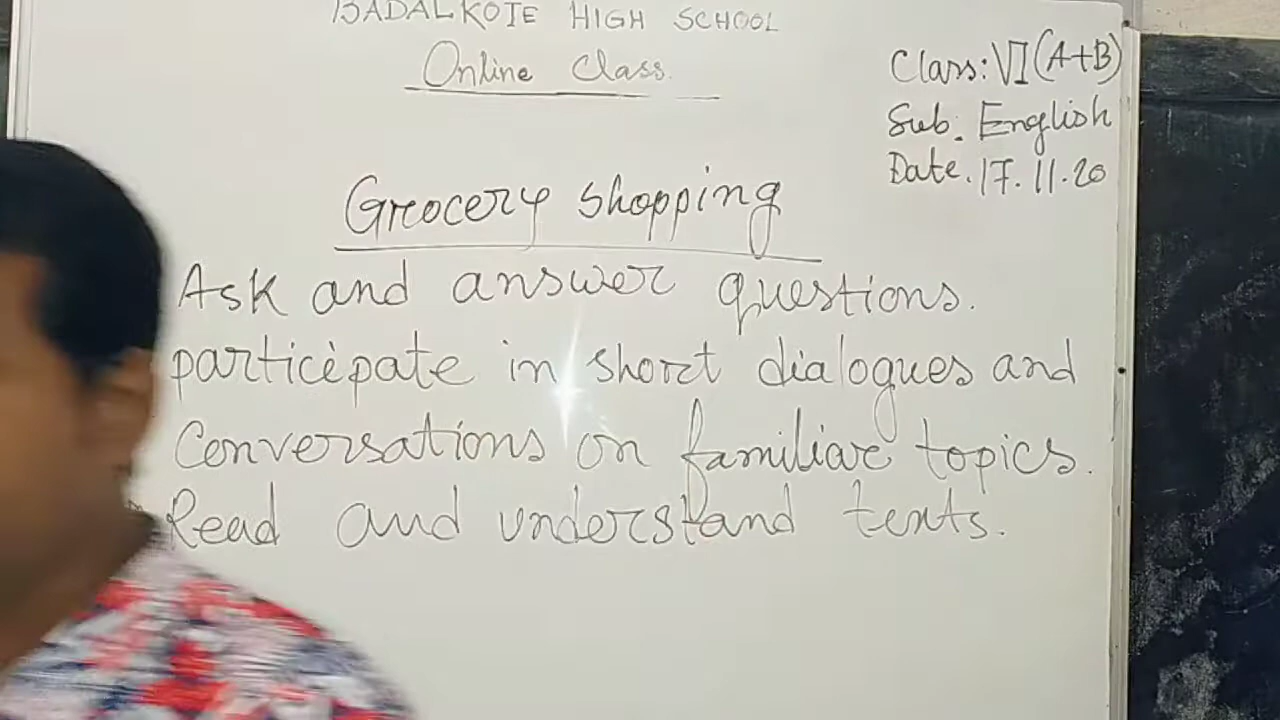 BADALKOTE HIGH SCHOOL
Online Class.
Class: VI (A+B)
Sub. English
Date. 17.11.20
Grocery shopping
Ask and answer questions.
participate in short dialogues and
Conversations on familiar topics.
Read and understand texts.